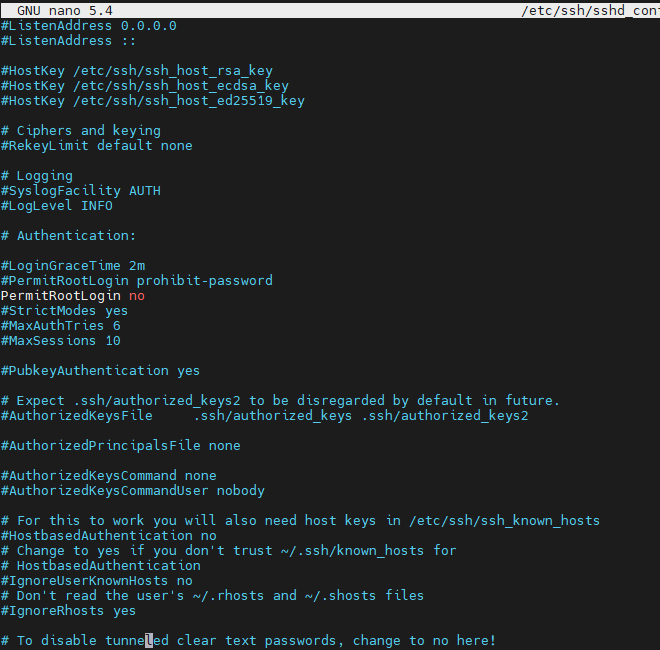 GNU nano 5.4 /etc/ssh/sshd_conf
#ListenAddress 0.0.0.0
#ListenAddress ::
#HostKey /etc/ssh/ssh_host_rsa_key
#HostKey /etc/ssh/ssh_host_ecdsa_key
#HostKey /etc/ssh/ssh_host_ed25519_key
# Ciphers and keying
#RekeyLimit default none
# Logging
#SyslogFacility AUTH
#LogLevel INFO
# Authentication:
#LoginGraceTime 2m
#PermitRootLogin prohibit-password
PermitRootLogin no
#StrictModes yes
#MaxAuthTries 6
#MaxSessions 10
#PubkeyAuthentication yes
# Expect .ssh/authorized_keys2 to be disregarded by default in future.
#AuthorizedKeysFile .ssh/authorized_keys .ssh/authorized_keys2
#AuthorizedPrincipalsFile none
#AuthorizedKeysCommand none
#AuthorizedKeysCommandUser nobody
# For this to work you will also need host keys in /etc/ssh/ssh_known_hosts
#HostbasedAuthentication no
# Change to yes if you don't trust ~/.ssh/known_hosts for
# HostbasedAuthentication
#IgnoreUserKnownHosts no
# Don't read the user's ~/.rhosts and ~/.shosts files
#IgnoreRhosts yes
# To disable tunneled clear text passwords, change to no here!